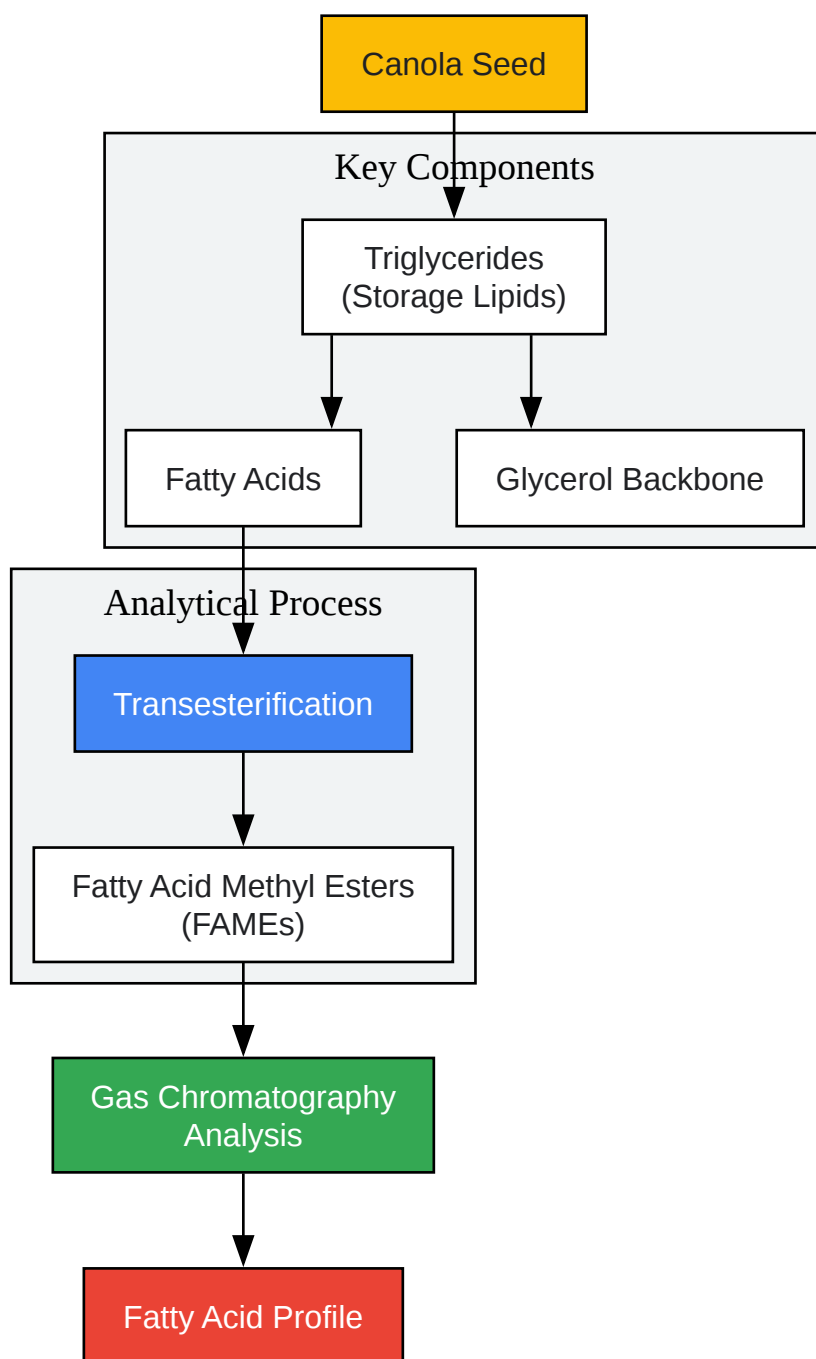 Canola Seed
Key Components
Triglycerides
(Storage Lipids)
Fatty Acids
Glycerol Backbone
Analytical Process
Transesterification
Fatty Acid Methyl Esters
(FAMEs)
Gas Chromatography
Analysis
Fatty Acid Profile